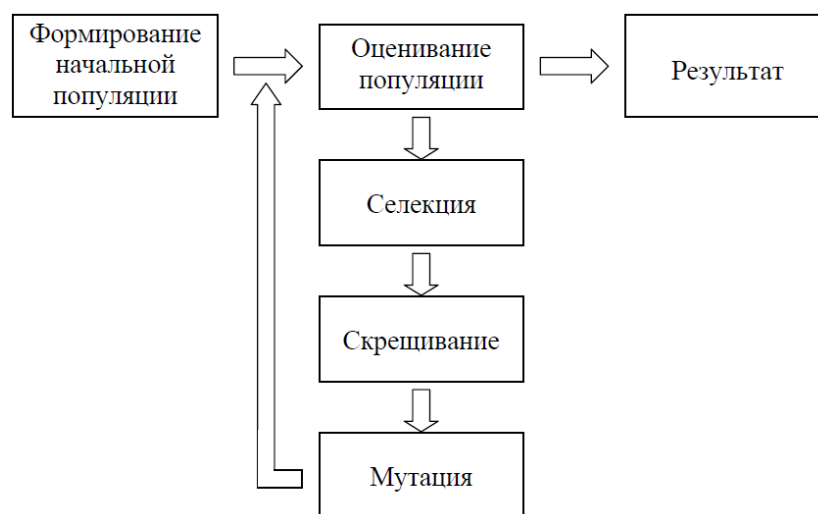 Формирование
начальной
популяции
Оценивание
популяции
Результат
Селекция
Скрещивание
Мутация